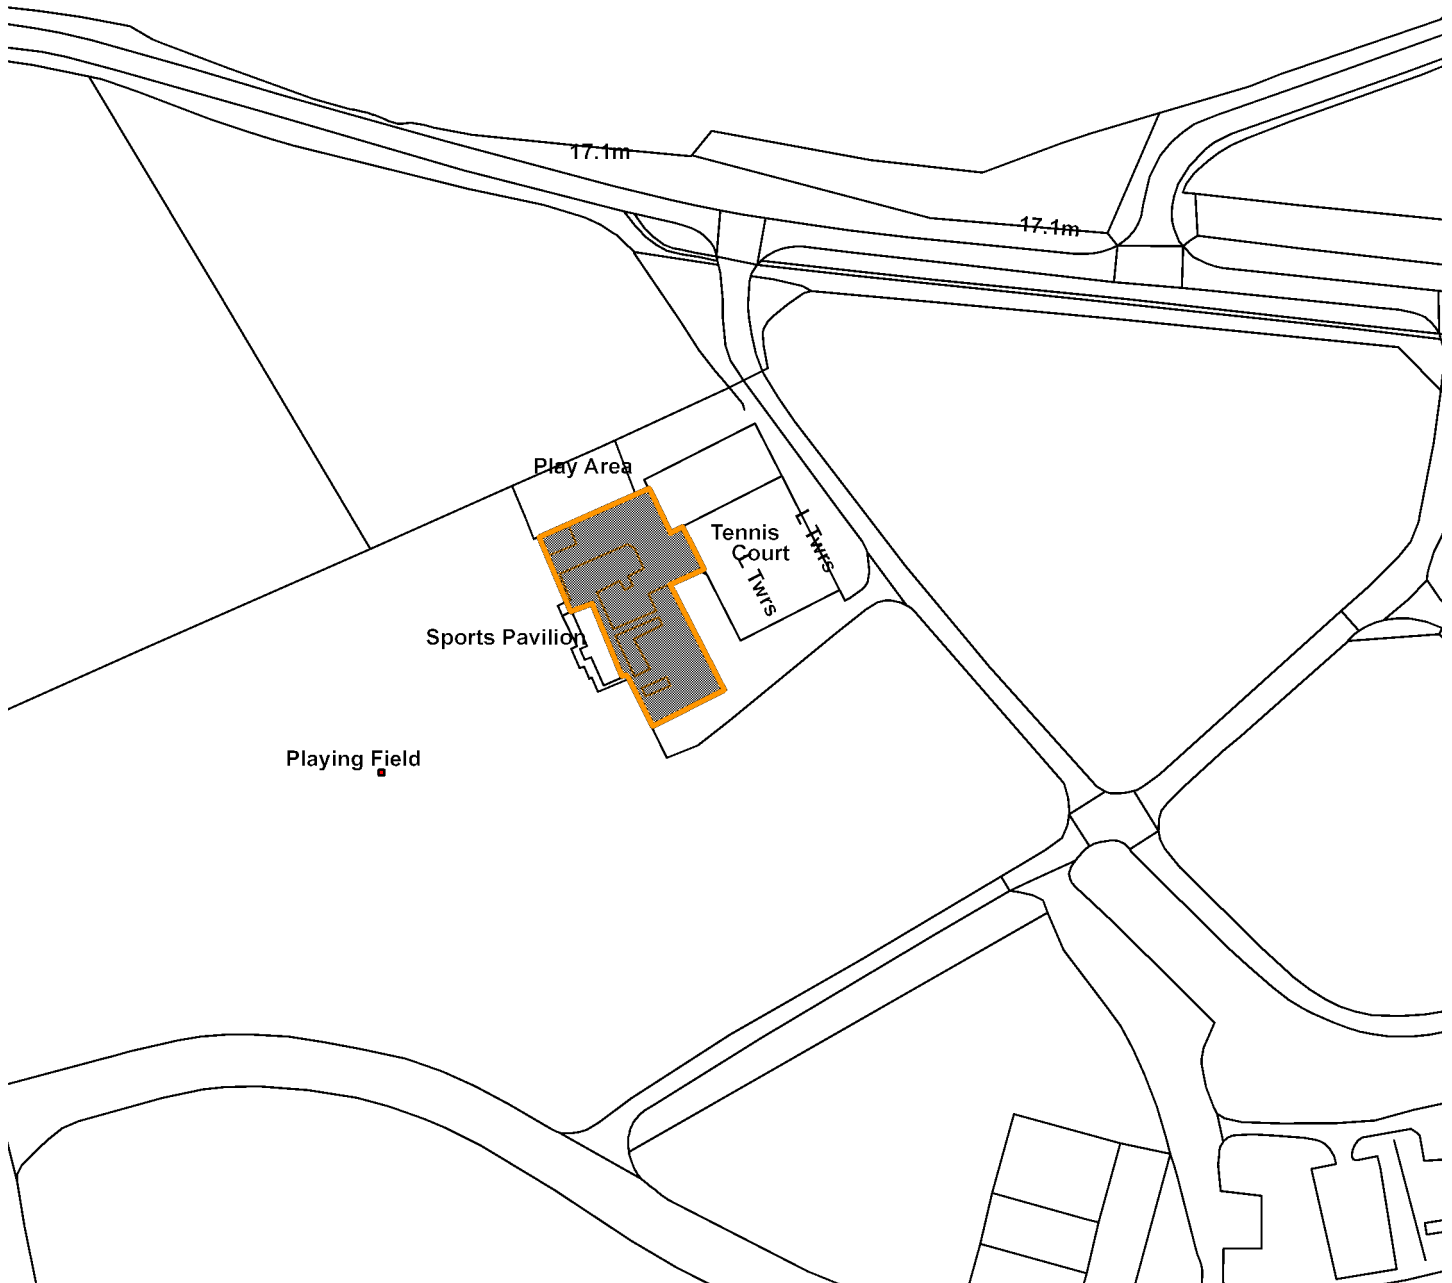 17.1m
17.1m
Play Area
Tennis
Court
L Twrs
L Twrs
Sports Pavilion
Playing Field